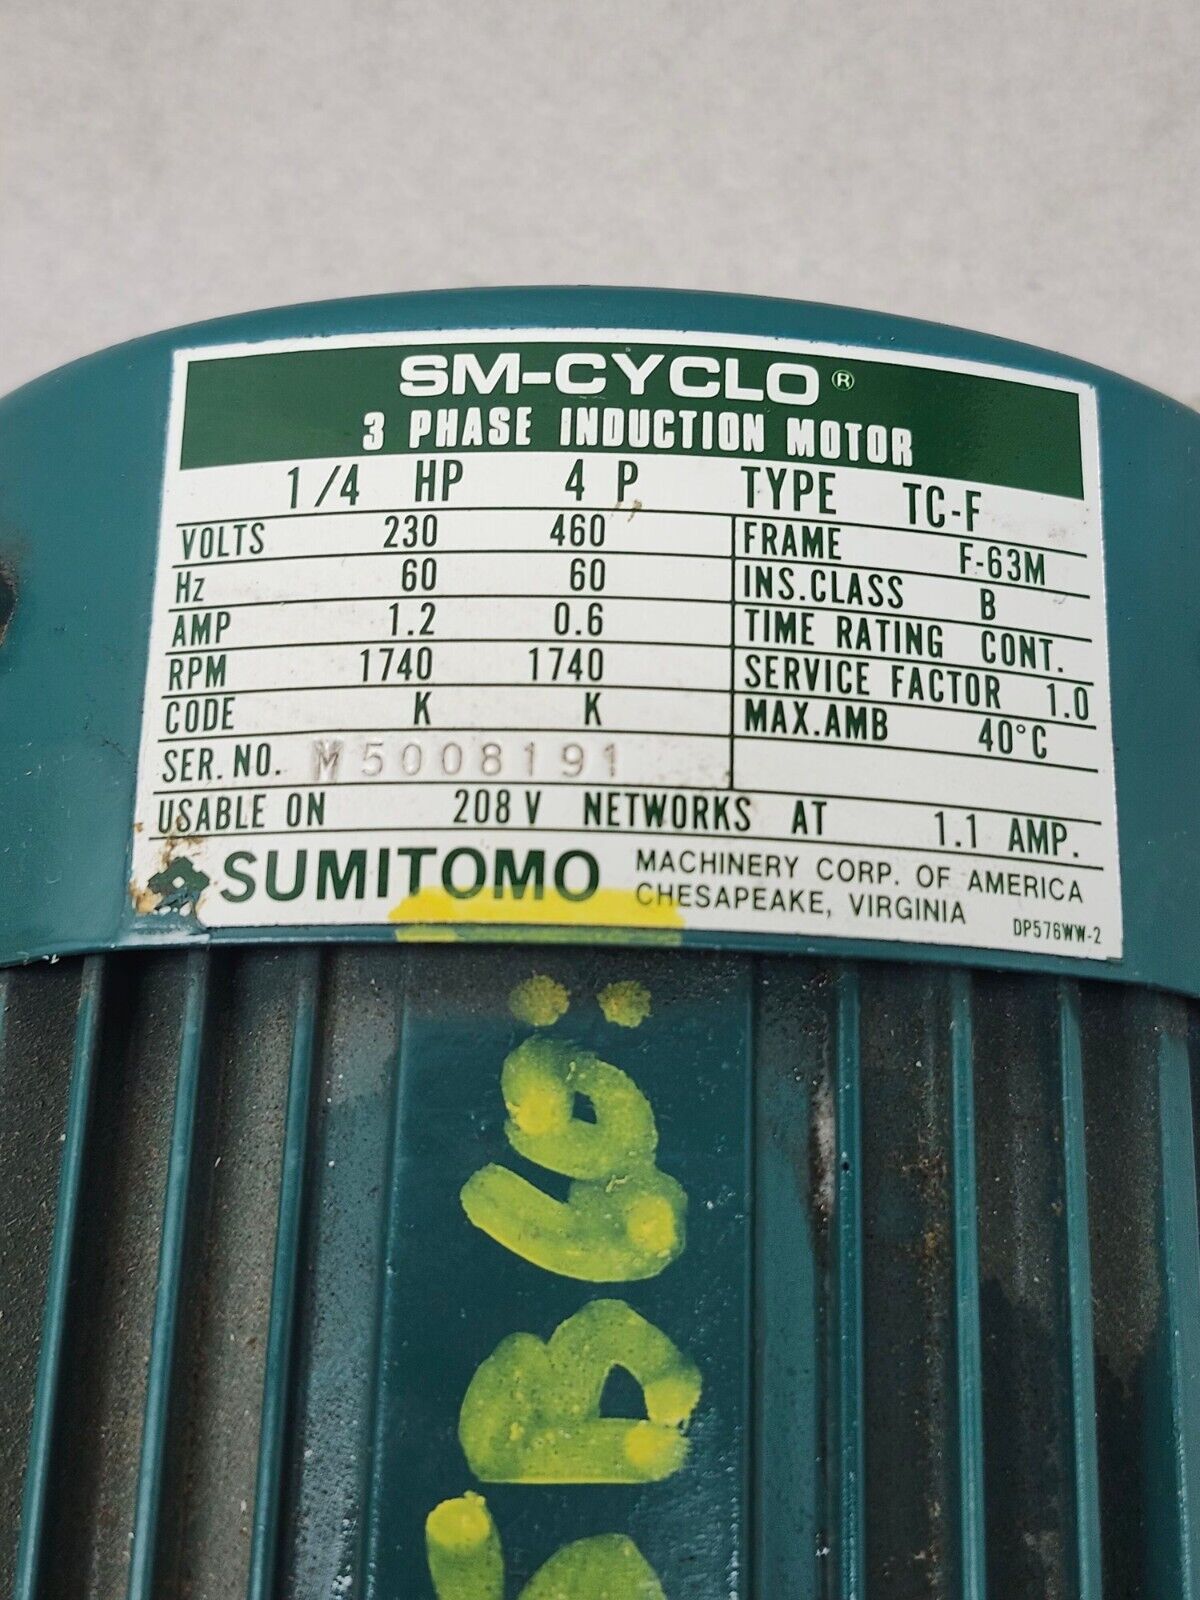 SM-CYCLO®
3 PHASE INDUCTION MOTOR
1/4 HP 4 P TYPE TC-F
VOLTS 230 460 FRAME F-63M
Hz 60 60 INS.CLASS B
AMP 1.2 0.6 TIME RATING CONT.
RPM 1740 1740 SERVICE FACTOR 1.0
CODE K K MAX.AMB 40°C
SER.NO. M5008191
USABLE ON 208 V NETWORKS AT 1.1 AMP.
SUMITOMO MACHINERY CORP. OF AMERICA
CHESAPEAKE, VIRGINIA
DP576WW-2